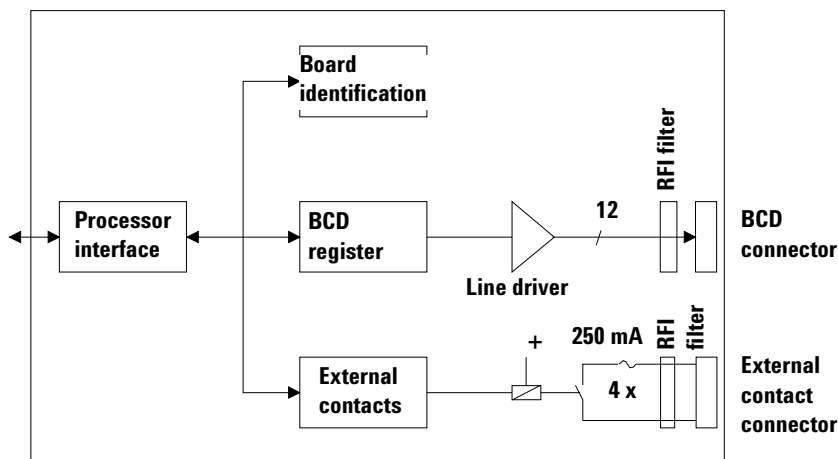 Board
identification
RFI filter
Processor
interface
BCD
register
12
Line driver
BCD
connector
+
250 mA
4 x
RFI
filter
External
contacts
External
contact
connector